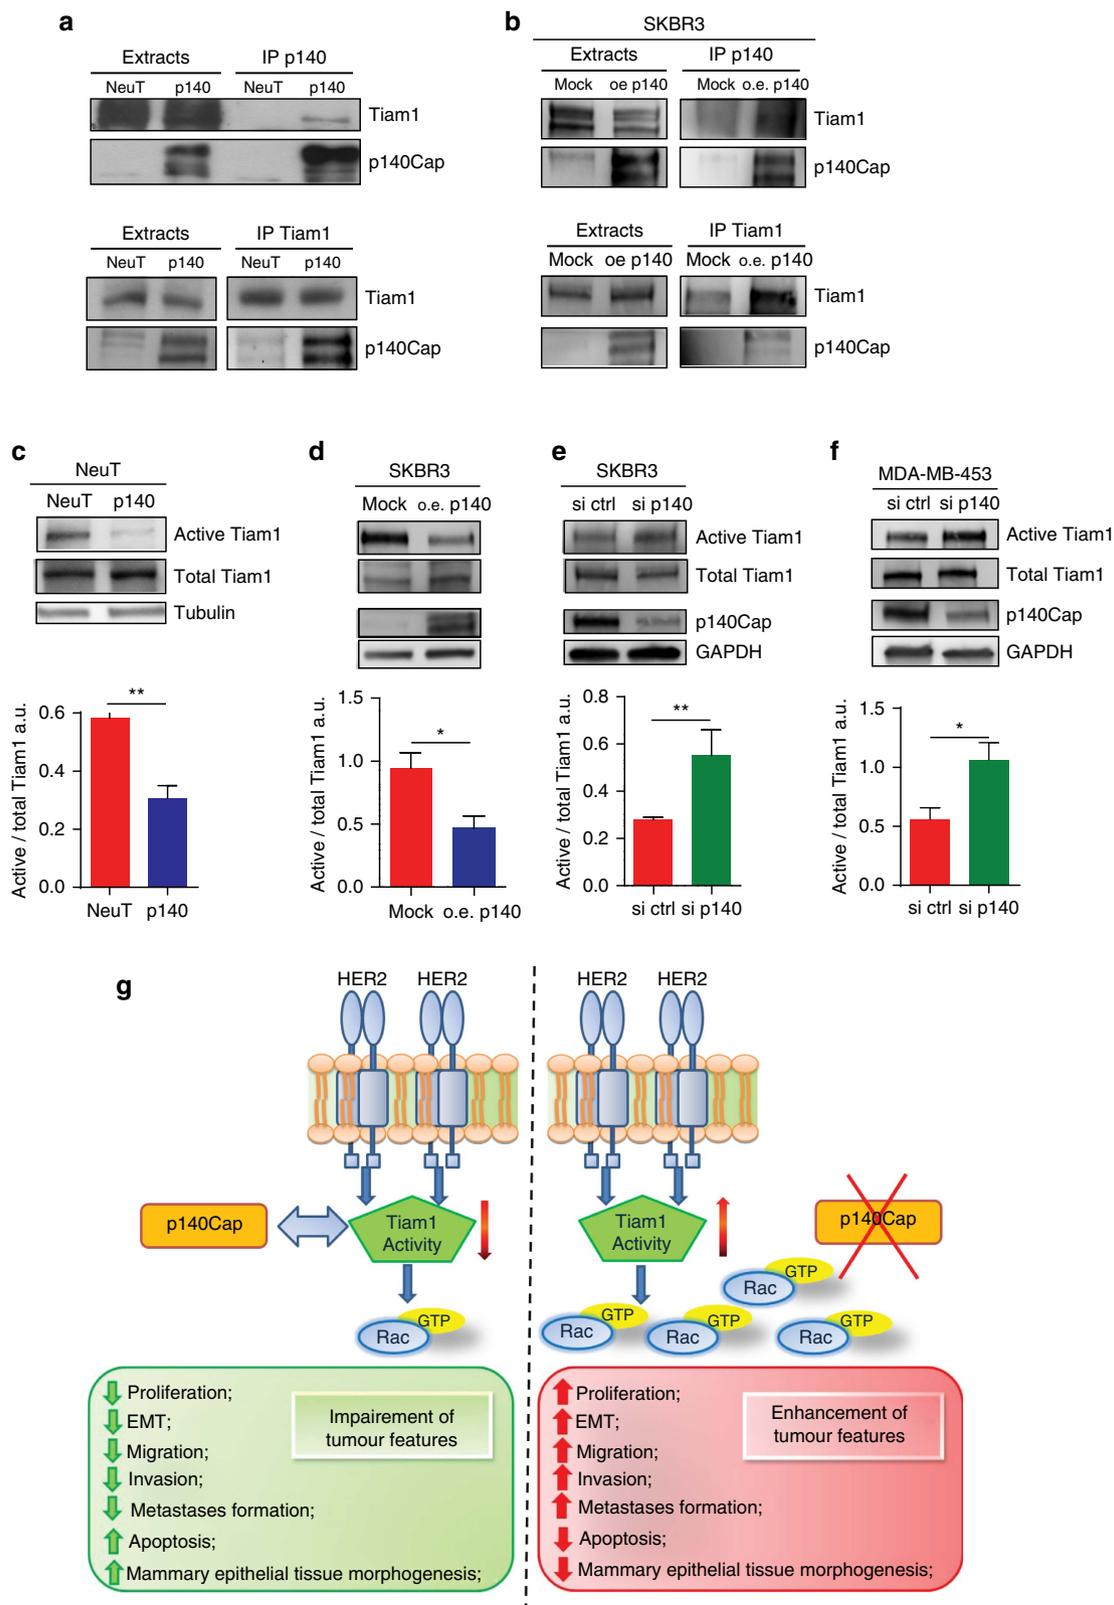 a
Extracts IP p140
NeuT p140 NeuT p140
Tiam1
p140Cap
Extracts IP Tiam1
NeuT p140 NeuT p140
Tiam1
p140Cap
b
SKBR3
Extracts IP p140
Mock oe p140 Mock o.e. p140
Tiam1
p140Cap
Extracts IP Tiam1
Mock oe p140 Mock o.e. p140
Tiam1
p140Cap
c
NeuT
NeuT p140
Active Tiam1
Total Tiam1
Tubulin
**
Active / total Tiam1 a.u.
0.6
0.4
0.2
0.0
NeuT p140
d
SKBR3
Mock o.e. p140
*
Active / total Tiam1 a.u.
1.5
1.0
0.5
0.0
Mock o.e. p140
e
SKBR3
si ctrl si p140
Active Tiam1
Total Tiam1
p140Cap
GAPDH
**
Active / total Tiam1 a.u.
0.8
0.6
0.4
0.2
0.0
si ctrl si p140
f
MDA-MB-453
si ctrl si p140
Active Tiam1
Total Tiam1
p140Cap
GAPDH
*
Active / total Tiam1 a.u.
1.5
1.0
0.5
0.0
si ctrl si p140
g
HER2 HER2
p140Cap
Tiam1
Activity
GTP
Rac
Proliferation;
EMT;
Migration;
Invasion;
Metastases formation;
Apoptosis;
Mammary epithelial tissue morphogenesis;
Impairement of
tumour features
HER2 HER2
Tiam1
Activity
p140Cap
GTP
Rac
GTP
Rac
GTP
Rac
GTP
Rac
Proliferation;
EMT;
Migration;
Invasion;
Metastases formation;
Apoptosis;
Mammary epithelial tissue morphogenesis;
Enhancement of
tumour features